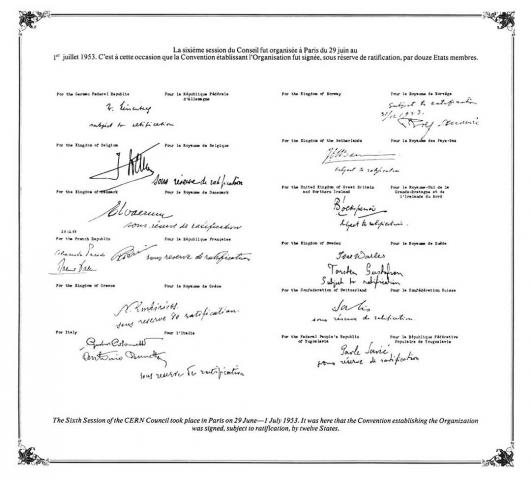 La sixième session du Conseil fut organisée à Paris du 29 juin au
1er juillet 1953. C'est à cette occasion que la Convention établissant l'Organisation fut signée, sous réserve de ratification, par douze Etats membres.
For the German Federal Republic Pour la République Fédérale
d'Allemagne
subject to ratification
For the Kingdom of Belgium Pour le Royaume de Belgique
sous réserve de ratification
For the Kingdom of Denmark Pour le Royaume de Danemark
sous réserve de ratification
For the French Republic Pour la République Française
sous réserve de ratification
For the Kingdom of Greece Pour le Royaume de Grèce
sous réserve de ratification.
For Italy Pour l'Italie
sous réserve de ratification
For the Kingdom of Norway Pour le Royaume de Norvège
Subject to ratification
For the Kingdom of the Netherlands Pour le Royaume des Pays-Bas
subject to ratification
For the United Kingdom of Great Britain Pour le Royaume-Uni de la
and Northern Ireland Grande-Bretagne et de
l'Irlande du Nord
subject to ratification.
For the Kingdom of Sweden Pour le Royaume de Suède
Torsten Gustafson
Subject to ratification
For the Confederation of Switzerland Pour la Confédération Suisse
sous réserve de ratification
For the Federal People's Republic Pour la République Fédérative
of Yugoslavia Populaire de Yougoslavie
Pavle Savić
sous réserve de ratification
The Sixth Session of the CERN Council took place in Paris on 29 June—1 July 1953. It was here that the Convention establishing the Organization
was signed, subject to ratification, by twelve States.